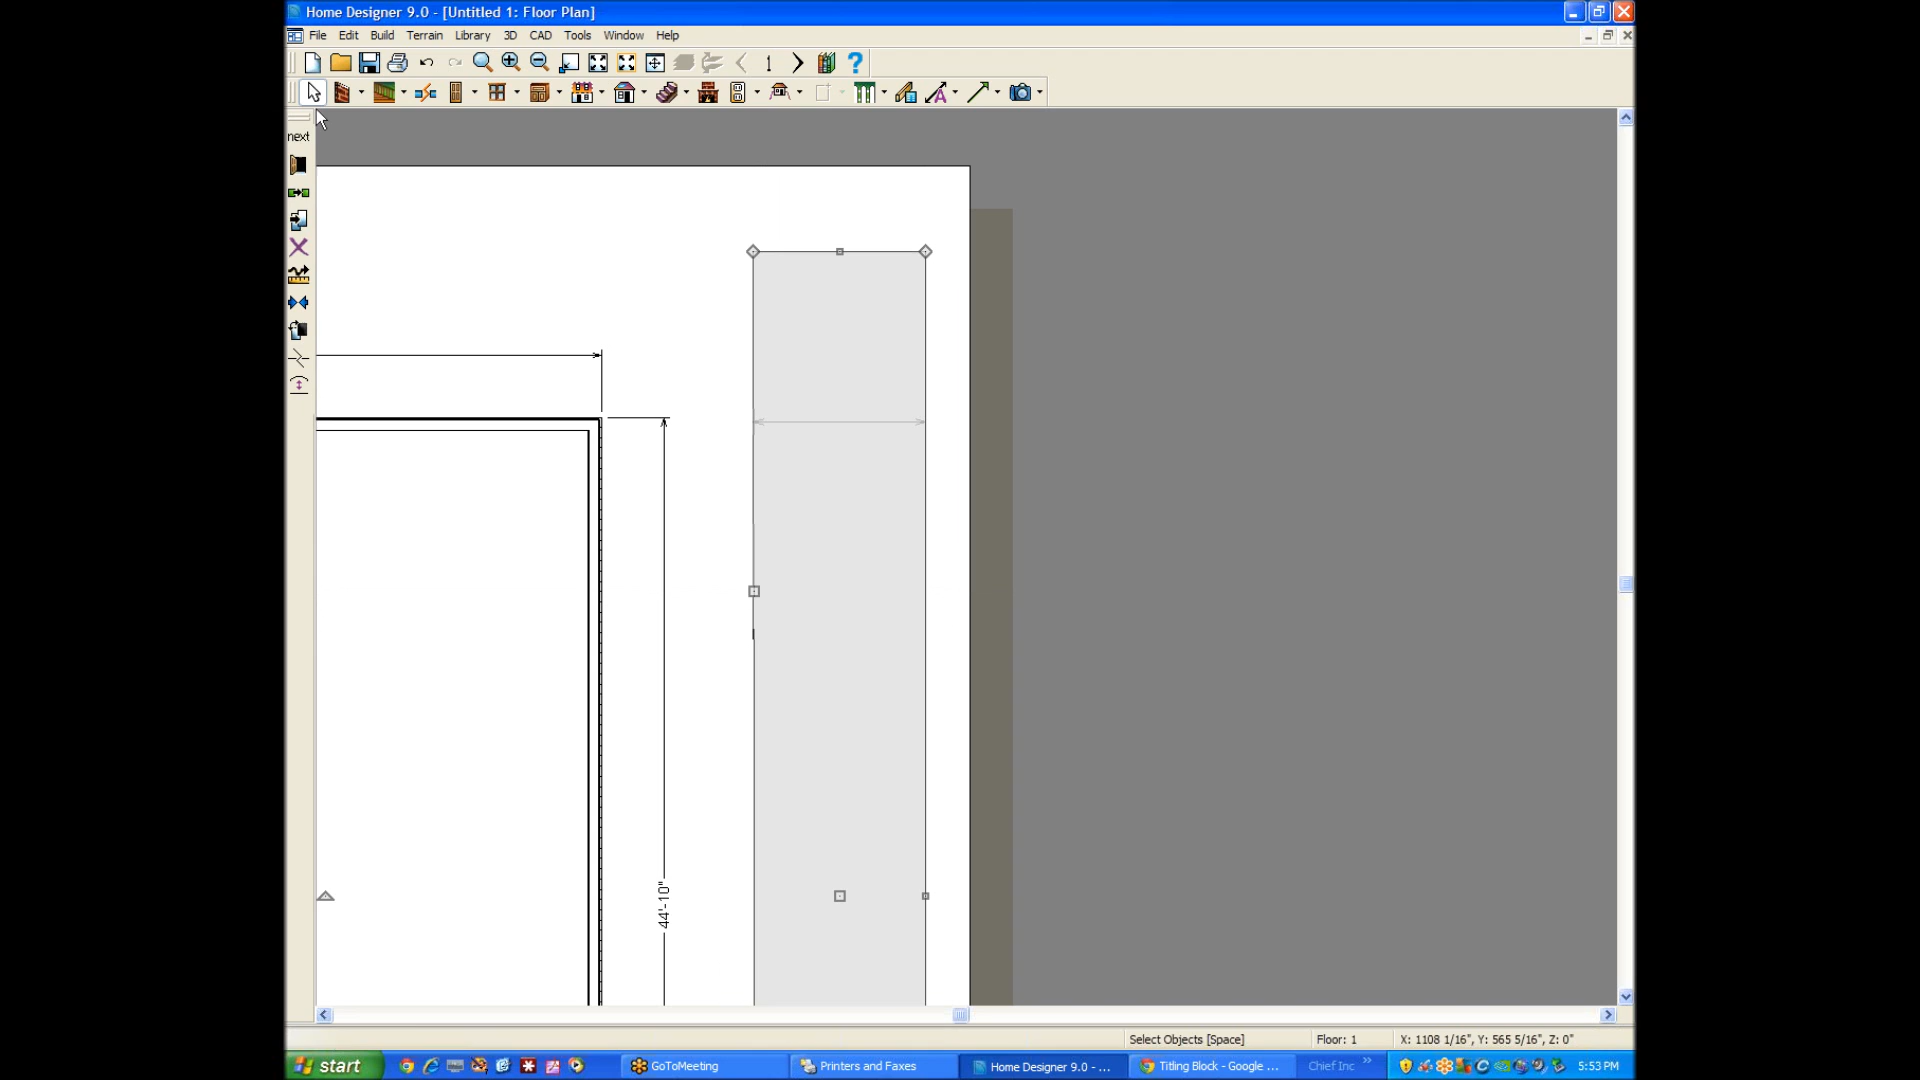 Home Designer 9.0 - [Untitled 1: Floor Plan]
File Edit Build Terrain Library 3D CAD Tools Window Help
1
next
44'-10"
Select Objects [Space] Floor: 1 X: 1108 1/16", Y: 565 5/16", Z: 0"
start GoToMeeting Printers and Faxes Home Designer 9.0 - ... Titling Block - Google ... Chief Inc » 5:53 PM